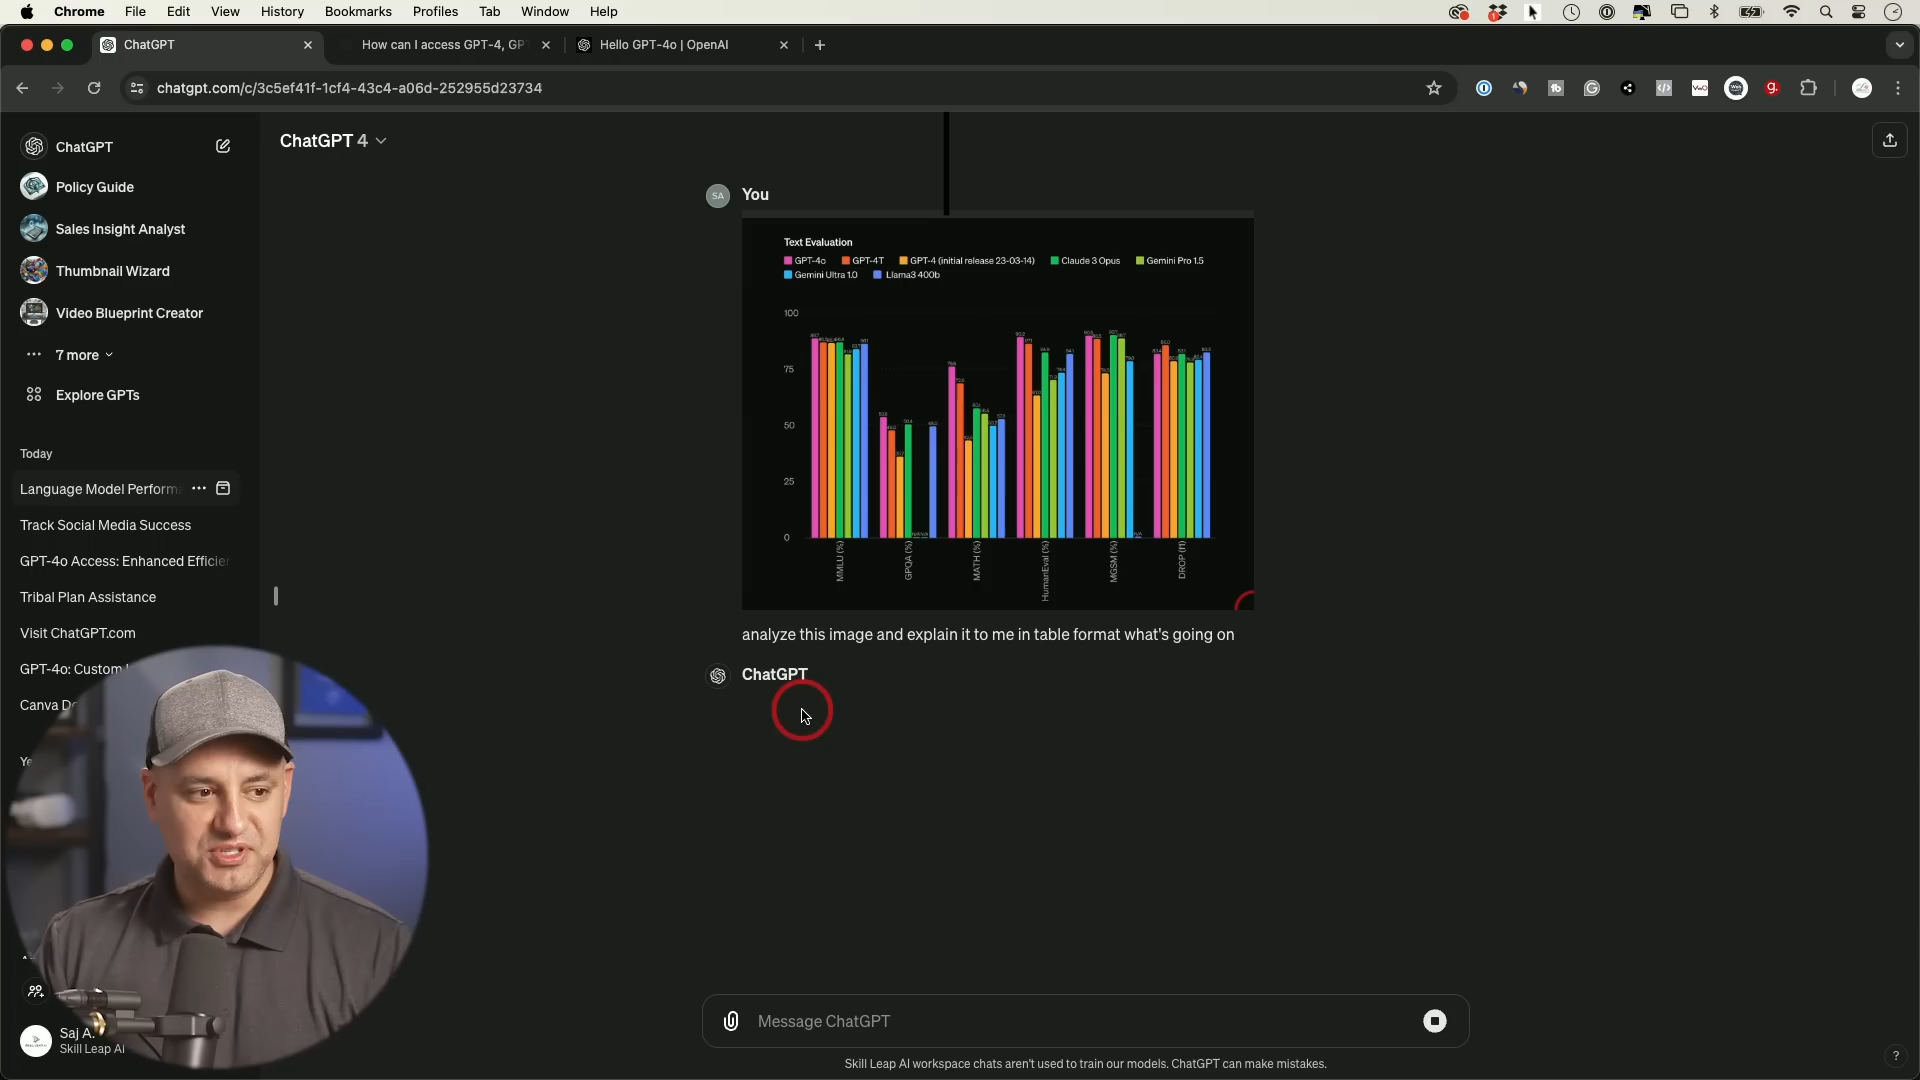 Chrome File Edit View History Bookmarks Profiles Tab Window Help
ChatGPT
How can I access GPT-4, GP
Hello GPT-4o | OpenAI
chatgpt.com/c/3c5ef41f-1cf4-43c4-a06d-252955d23734
ChatGPT
Policy Guide
Sales Insight Analyst
Thumbnail Wizard
Video Blueprint Creator
7 more
Explore GPTs
Today
Language Model Perform
Track Social Media Success
GPT-4o Access: Enhanced Efficie
Tribal Plan Assistance
Visit ChatGPT.com
GPT-4o: Custom
Canva
Saj A.
Skill Leap AI
ChatGPT 4
SA You
Text Evaluation
GPT-4o GPT-4T GPT-4 (initial release 23-03-14) Claude 3 Opus Gemini Pro 1.5
Gemini Ultra 1.0 Llama3 400b
100
75
50
25
0
MMLU (%) GPQA (%) MATH (%) HumanEval (%) MGSM (%) DROP (f1)
analyze this image and explain it to me in table format what's going on
ChatGPT
Message ChatGPT
Skill Leap AI workspace chats aren't used to train our models. ChatGPT can make mistakes.
?